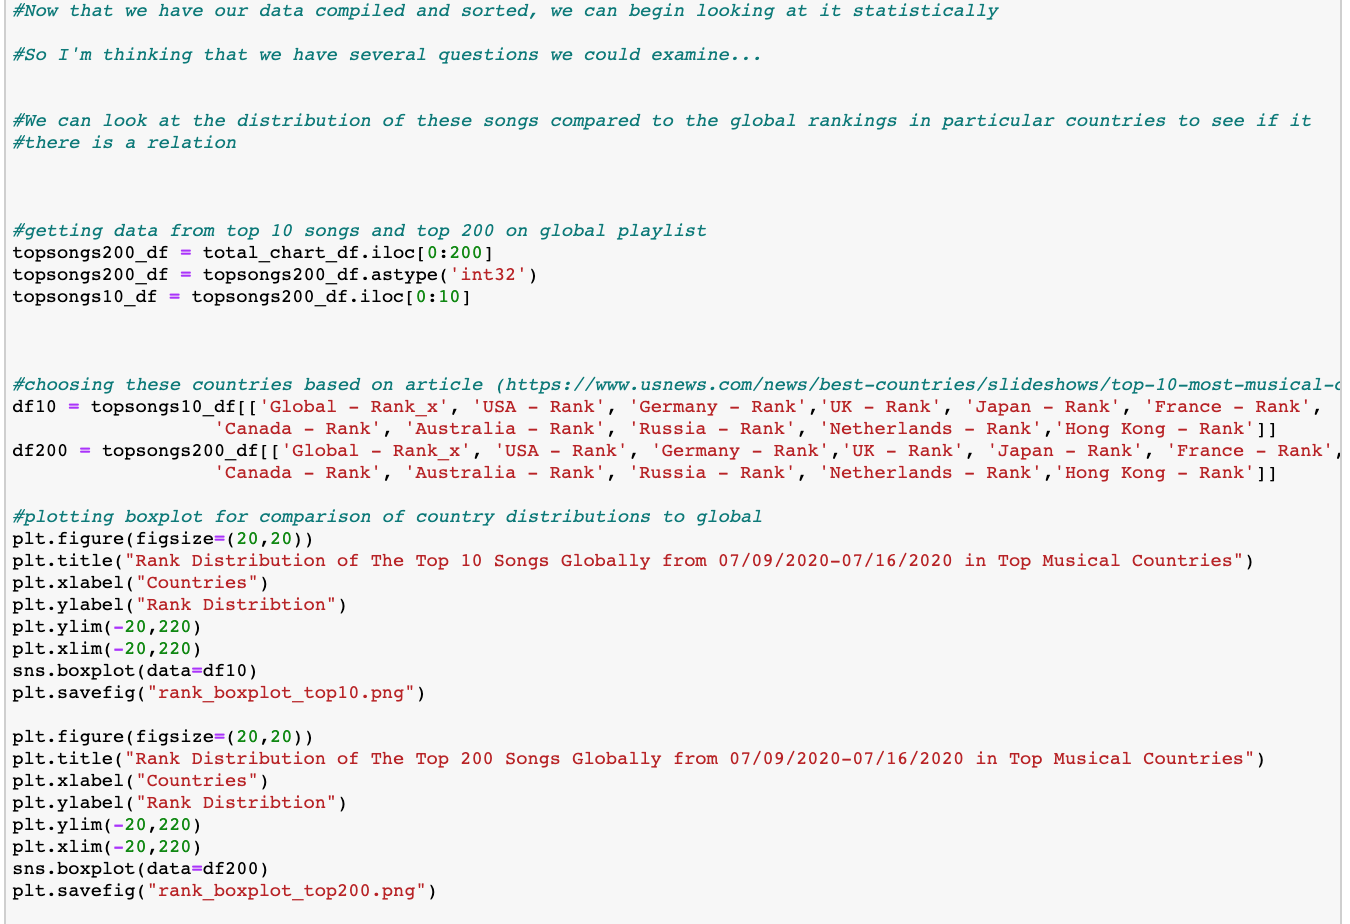 #Now that we have our data compiled and sorted, we can begin looking at it statistically
#So I'm thinking that we have several questions we could examine...
#We can look at the distribution of these songs compared to the global rankings in particular countries to see if it
#there is a relation
#getting data from top 10 songs and top 200 on global playlist
topsongs200_df = total_chart_df.iloc[0:200]
topsongs200_df = topsongs200_df.astype('int32')
topsongs10_df = topsongs200_df.iloc[0:10]
#choosing these countries based on article (https://www.usnews.com/news/best-countries/slideshows/top-10-most-musical-
df10 = topsongs10_df[['Global - Rank_x', 'USA - Rank', 'Germany - Rank','UK - Rank', 'Japan - Rank', 'France - Rank',
'Canada - Rank', 'Australia - Rank', 'Russia - Rank', 'Netherlands - Rank','Hong Kong - Rank']]
df200 = topsongs200_df[['Global - Rank_x', 'USA - Rank', 'Germany - Rank','UK - Rank', 'Japan - Rank', 'France - Rank',
'Canada - Rank', 'Australia - Rank', 'Russia - Rank', 'Netherlands - Rank','Hong Kong - Rank']]
#plotting boxplot for comparison of country distributions to global
plt.figure(figsize=(20,20))
plt.title("Rank Distribution of The Top 10 Songs Globally from 07/09/2020-07/16/2020 in Top Musical Countries")
plt.xlabel("Countries")
plt.ylabel("Rank Distribtion")
plt.ylim(-20,220)
plt.xlim(-20,220)
sns.boxplot(data=df10)
plt.savefig("rank_boxplot_top10.png")
plt.figure(figsize=(20,20))
plt.title("Rank Distribution of The Top 200 Songs Globally from 07/09/2020-07/16/2020 in Top Musical Countries")
plt.xlabel("Countries")
plt.ylabel("Rank Distribtion")
plt.ylim(-20,220)
plt.xlim(-20,220)
sns.boxplot(data=df200)
plt.savefig("rank_boxplot_top200.png")